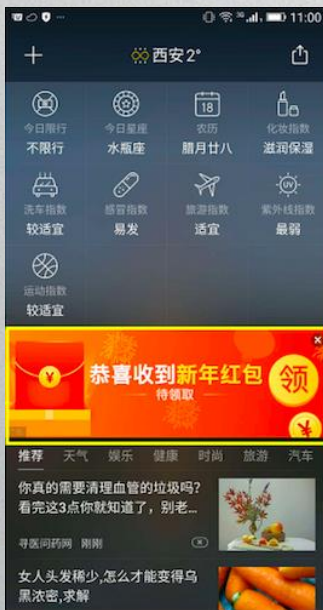 11:00
西安 2°
今日限行
今日星座
农历
化妆指数
不限行
水瓶座
18
腊月廿八
滋润保湿
洗车指数
感冒指数
旅游指数
UV
紫外线指数
较适宜
易发
适宜
最弱
运动指数
较适宜
恭喜收到新年红包
待领取
领
推荐 天气 娱乐 健康 时尚 旅游 汽车
你真的需要清理血管的垃圾吗?
看完这3点你就知道了，别老...
寻医问药网 刚刚
女人头发稀少,怎么才能变得乌
黑浓密,求解